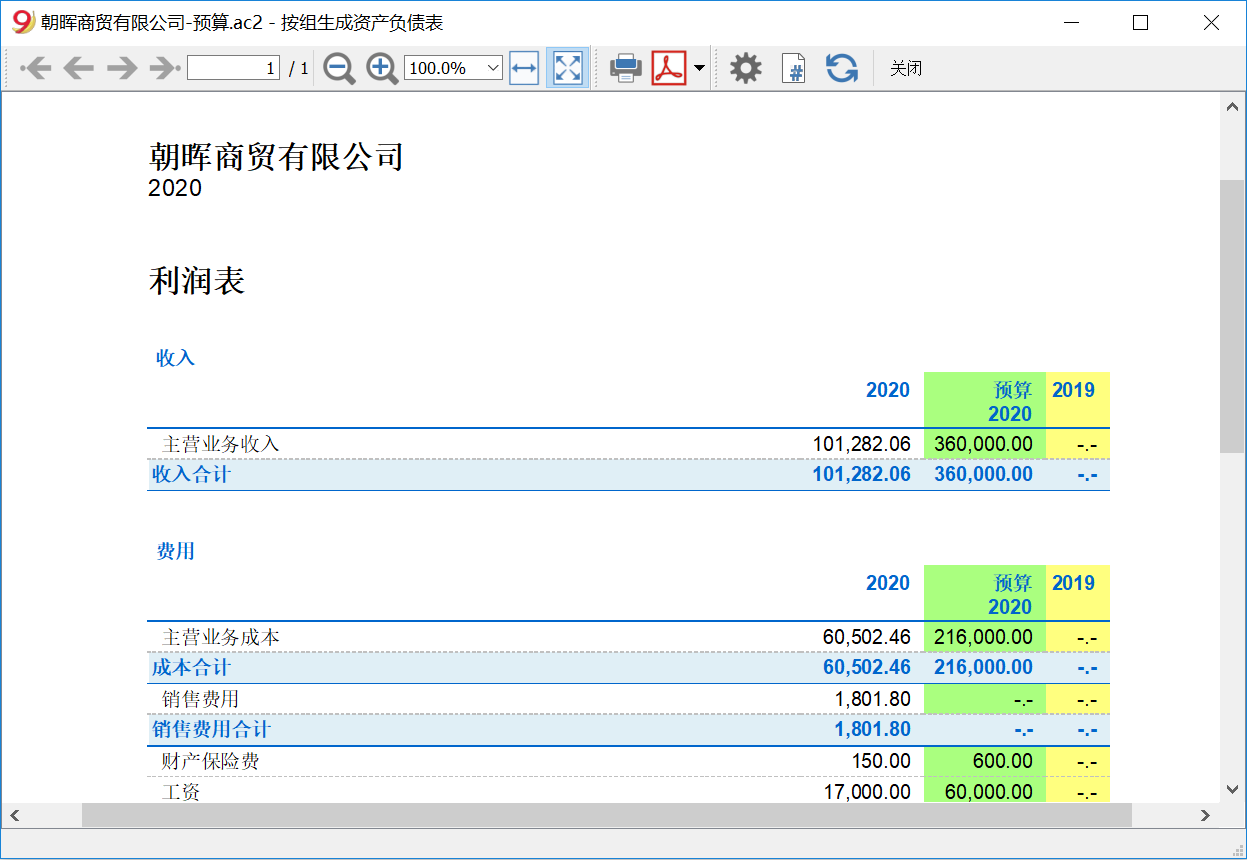 朝晖商贸有限公司-预算.ac2 - 按组生成资产负债表
1 / 1 100.0% 关闭
朝晖商贸有限公司
2020
利润表
收入
2020 预算 2020 2019
主营业务收入 101,282.06 360,000.00 -.-
收入合计 101,282.06 360,000.00 -.-
费用
2020 预算 2020 2019
主营业务成本 60,502.46 216,000.00 -.-
成本合计 60,502.46 216,000.00 -.-
销售费用 1,801.80 -.- -.-
销售费用合计 1,801.80 -.- -.-
财产保险费 150.00 600.00 -.-
工资 17,000.00 60,000.00 -.-